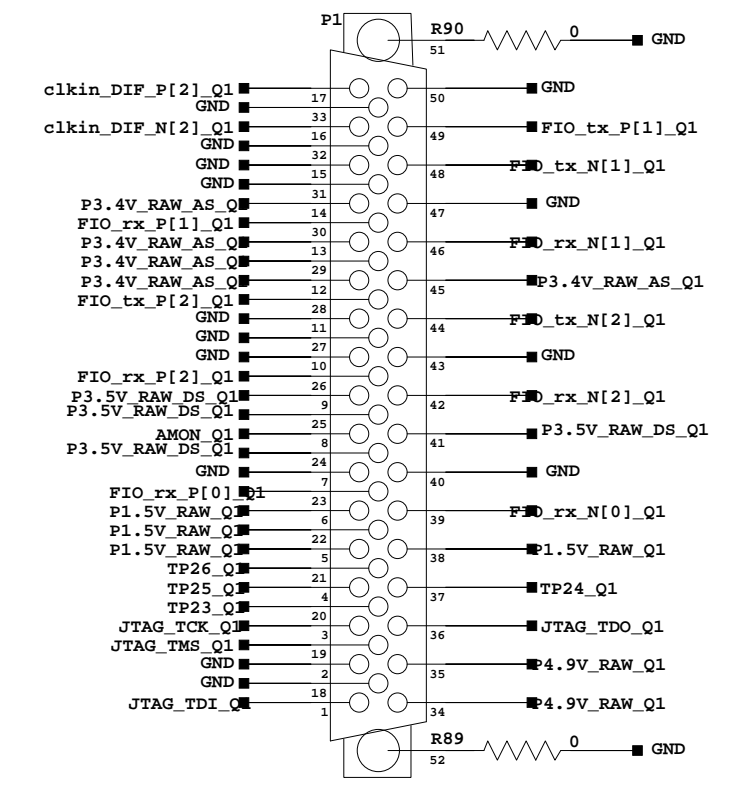 P1
R90 0 GND
51
clkin_DIF_P[2]_Q1 GND
17 50
GND
33
clkin_DIF_N[2]_Q1 FIO_tx_P[1]_Q1
16 49
GND
32
GND FIO_tx_N[1]_Q1
15 48
GND
31
P3.4V_RAW_AS_Q GND
14 47
FIO_rx_P[1]_Q1
30
P3.4V_RAW_AS_Q FIO_rx_N[1]_Q1
13 46
P3.4V_RAW_AS_Q
29
P3.4V_RAW_AS_Q P3.4V_RAW_AS_Q1
12 45
FIO_tx_P[2]_Q1
28
GND FIO_tx_N[2]_Q1
11 44
GND
27
GND GND
10 43
FIO_rx_P[2]_Q1
26
P3.5V_RAW_DS_Q1 FIO_rx_N[2]_Q1
9 42
P3.5V_RAW_DS_Q1
25
AMON_Q1 P3.5V_RAW_DS_Q1
8 41
P3.5V_RAW_DS_Q1
24
GND GND
7 40
FIO_rx_P[0]_Q1
23
P1.5V_RAW_Q1 FIO_rx_N[0]_Q1
6 39
P1.5V_RAW_Q1
22
P1.5V_RAW_Q1 P1.5V_RAW_Q1
5 38
TP26_Q1
21
TP25_Q1 TP24_Q1
4 37
TP23_Q1
20
JTAG_TCK_Q1 JTAG_TDO_Q1
3 36
JTAG_TMS_Q1
19
GND P4.9V_RAW_Q1
2 35
GND
18
JTAG_TDI_Q1 P4.9V_RAW_Q1
1 34
R89 0 GND
52